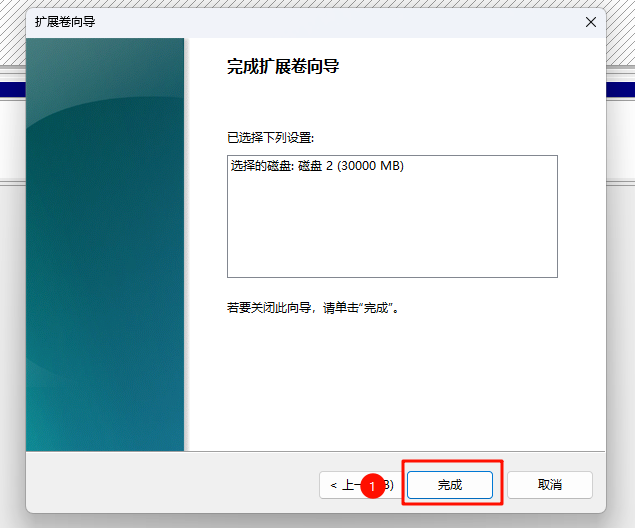 扩展卷向导
完成扩展卷向导
已选择下列设置:
选择的磁盘: 磁盘 2 (30000 MB)
若要关闭此向导，请单击“完成”。
< 上一 1 3) 完成 取消